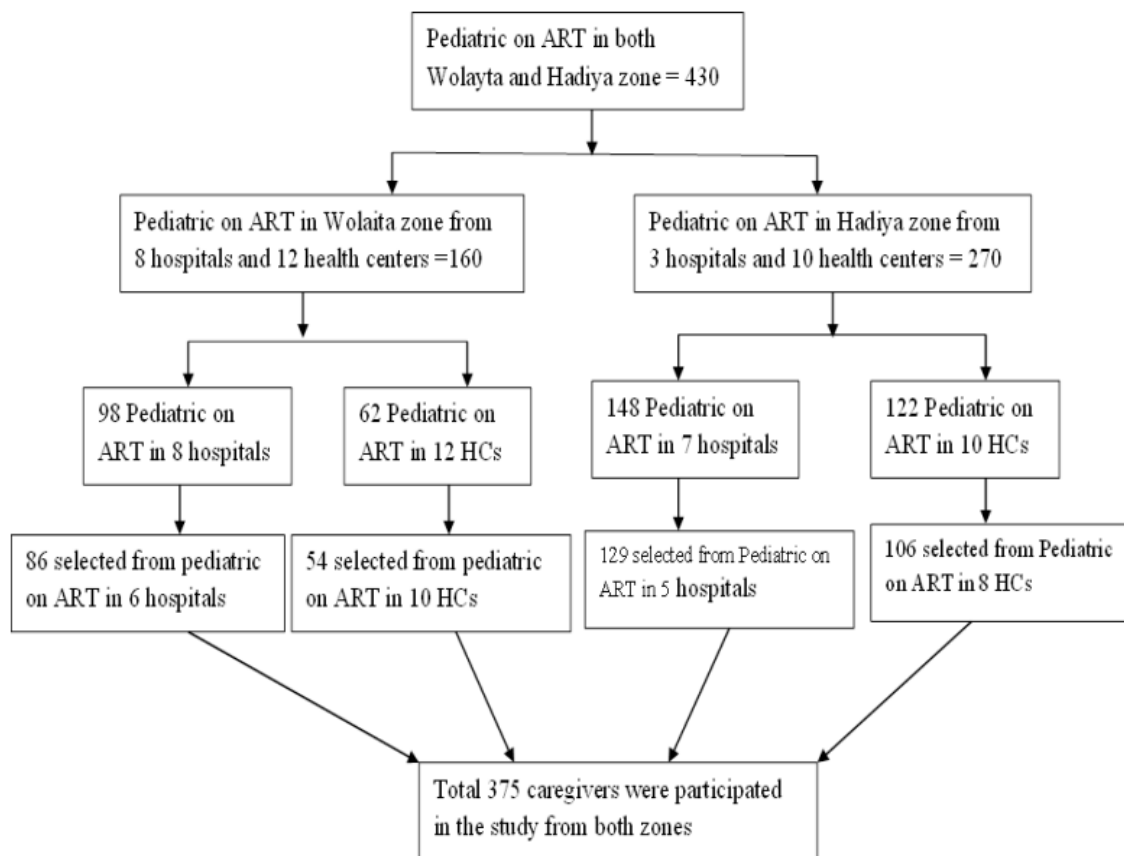 Pediatric on ART in both
Wolayta and Hadiya zone = 430
Pediatric on ART in Wolaita zone from
8 hospitals and 12 health centers =160
Pediatric on ART in Hadiya zone from
3 hospitals and 10 health centers = 270
98 Pediatric on
ART in 8 hospitals
62 Pediatric on
ART in 12 HCs
148 Pediatric on
ART in 7 hospitals
122 Pediatric on
ART in 10 HCs
86 selected from pediatric
on ART in 6 hospitals
54 selected from pediatric
on ART in 10 HCs
129 selected from Pediatric on
ART in 5 hospitals
106 selected from Pediatric
on ART in 8 HCs
Total 375 caregivers were participated
in the study from both zones